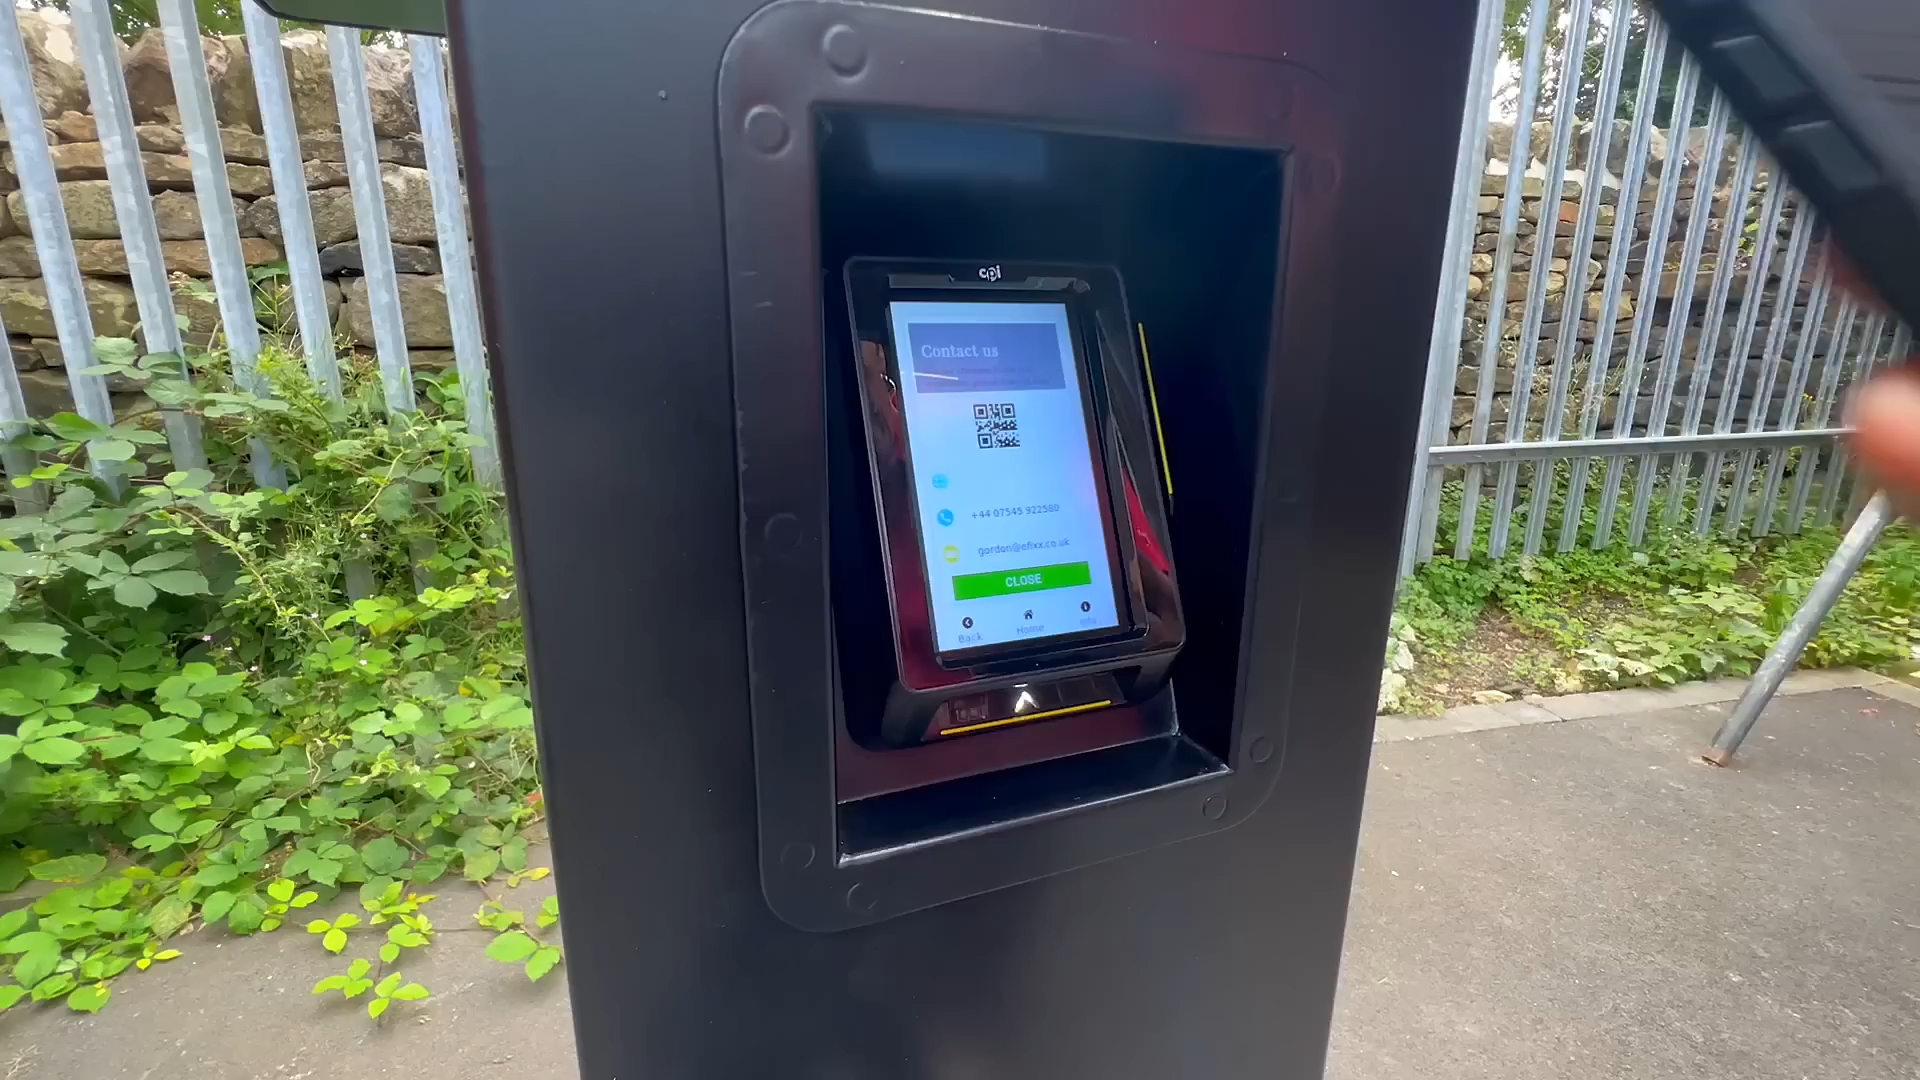 cpi
Contact us
+44 07545 922580
gordon@efixx.co.uk
CLOSE
Back
Home
Info